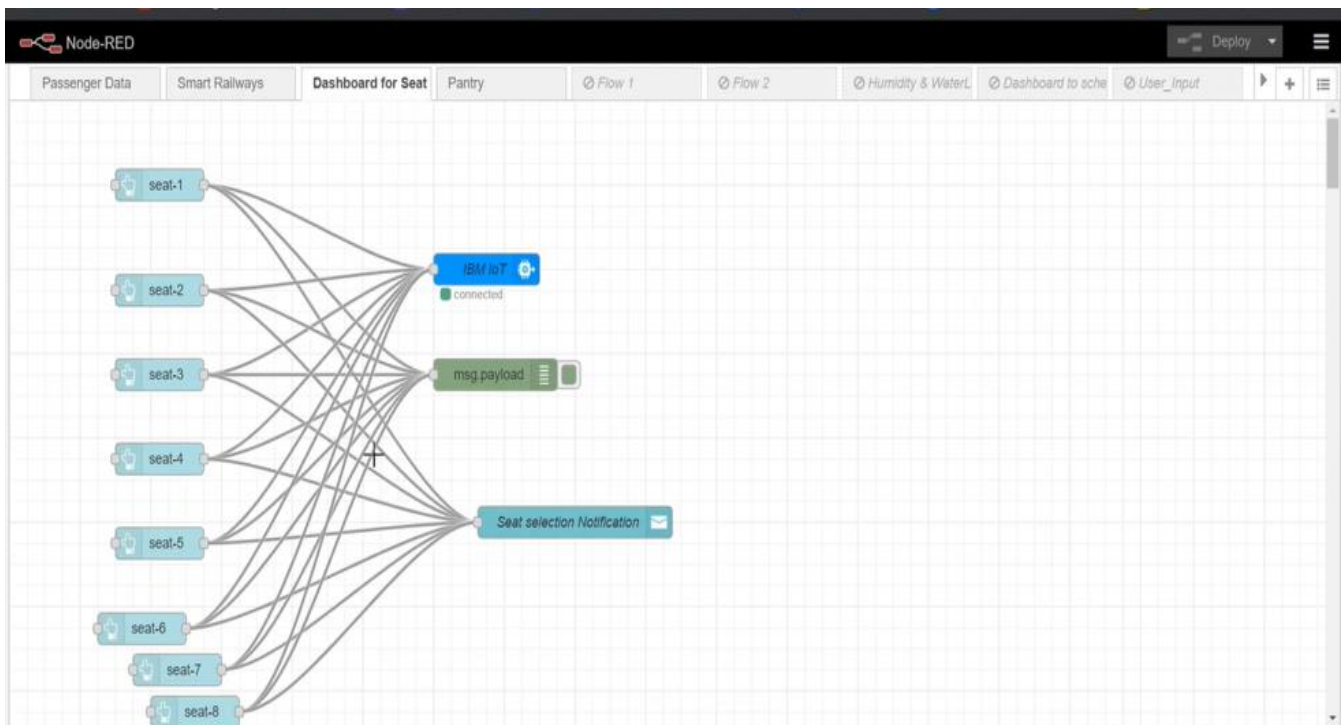 Node-RED
Deploy
Passenger Data Smart Railways Dashboard for Seat Pantry Flow 1 Flow 2 Humidity & WaterL Dashboard to sche User_Input
seat-1
IBM IoT
seat-2
connected
seat-3
msg.payload
seat-4
Seat selection Notification
seat-5
seat-6
seat-7
seat-8